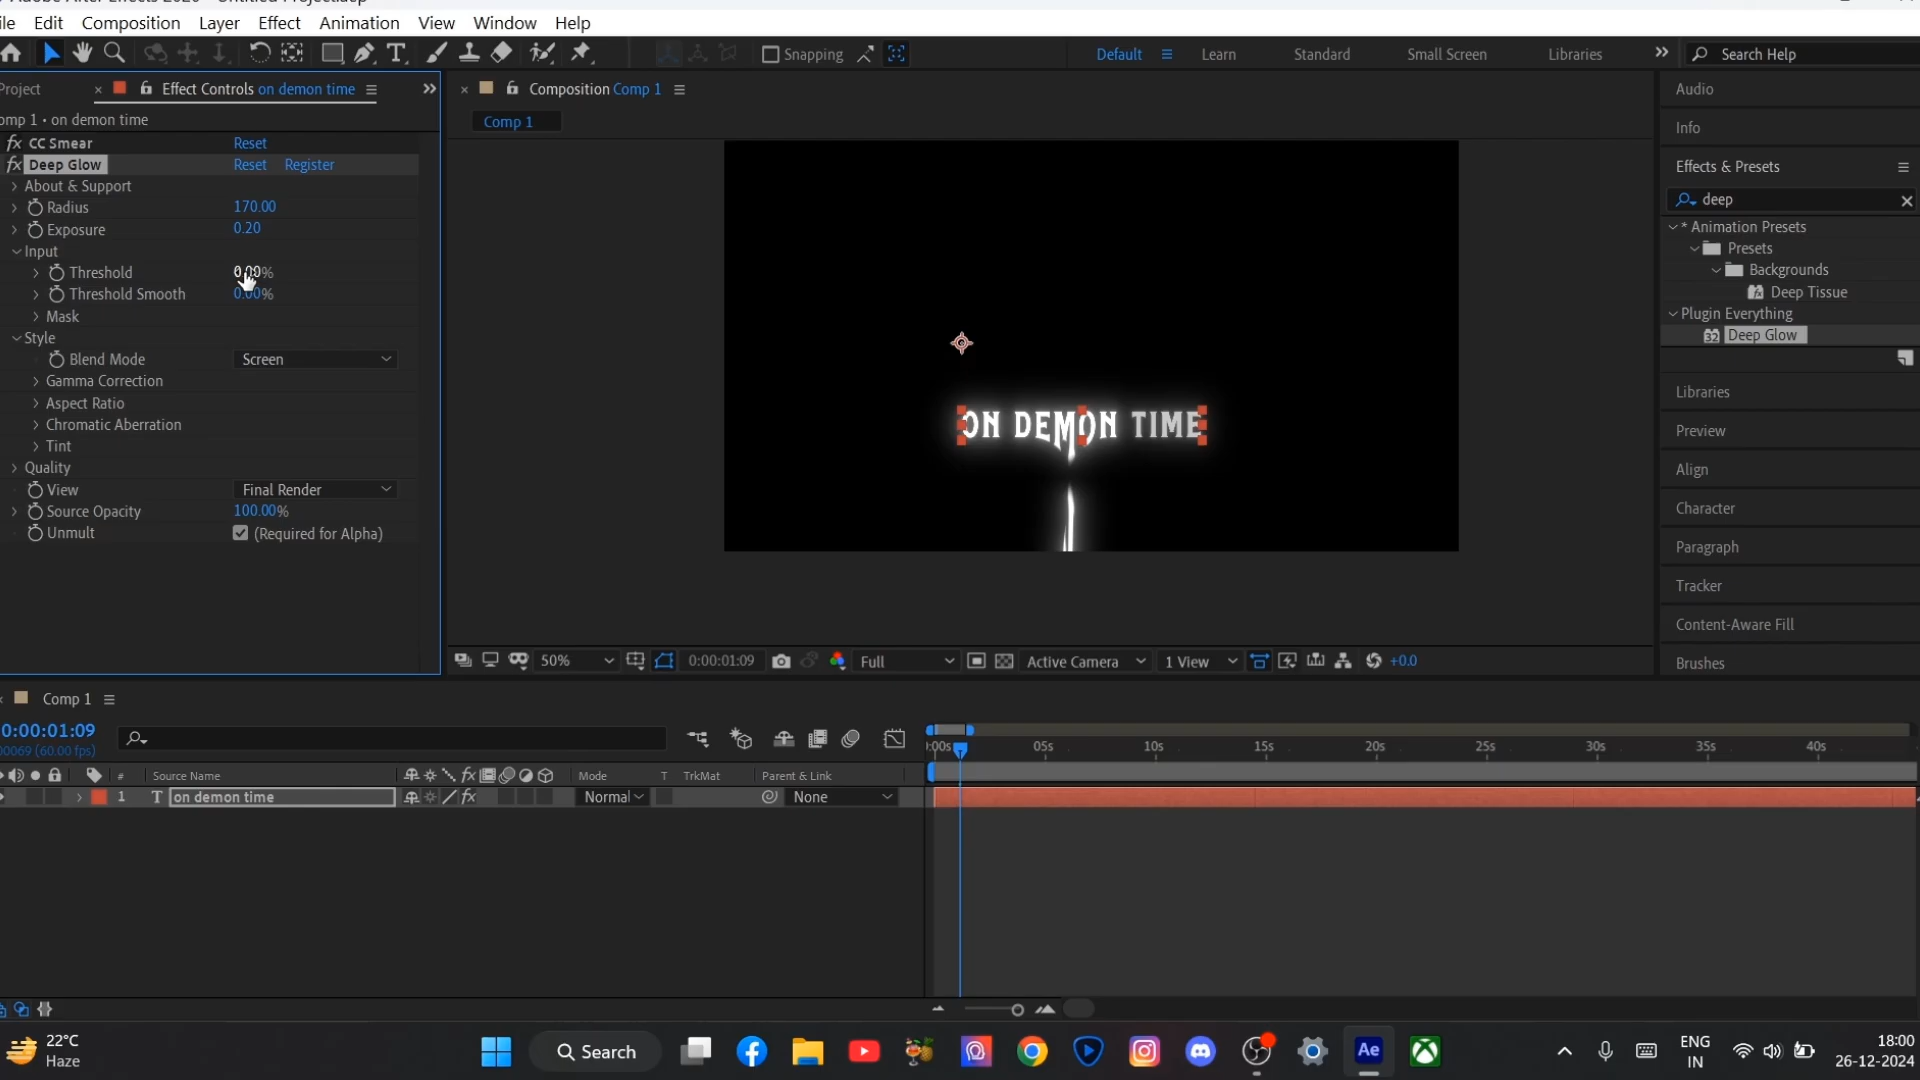 Edit Composition Layer Effect Animation View Window Help
Snapping
Default Learn Standard Small Screen Libraries
Search Help
Effect Controls on demon time
Composition Comp 1
Comp 1
on demon time
CC Smear Reset
Deep Glow Reset Register
About & Support
Radius 170.00
Exposure 0.20
Input
Threshold 0.00%
Threshold Smooth 0.00%
Mask
Style
Blend Mode Screen
Gamma Correction
Aspect Ratio
Chromatic Aberration
Tint
Quality
View Final Render
Source Opacity 100.00%
Unmult (Required for Alpha)
ON DEMON TIME
50% 0:00:01:09 Full Active Camera 1 View +0.0
Audio
Info
Effects & Presets
deep
* Animation Presets
Presets
Backgrounds
Deep Tissue
Plugin Everything
32 Deep Glow
Libraries
Preview
Align
Character
Paragraph
Tracker
Content-Aware Fill
Brushes
Comp 1
0:00:01:09
(60.00 fps)
# Source Name Mode T TrkMat Parent & Link
1 T on demon time Normal None
05s 10s 15s 20s 25s 30s 35s 40s
22°C
Haze
Search
Ae
ENG
IN
18:00
26-12-2024